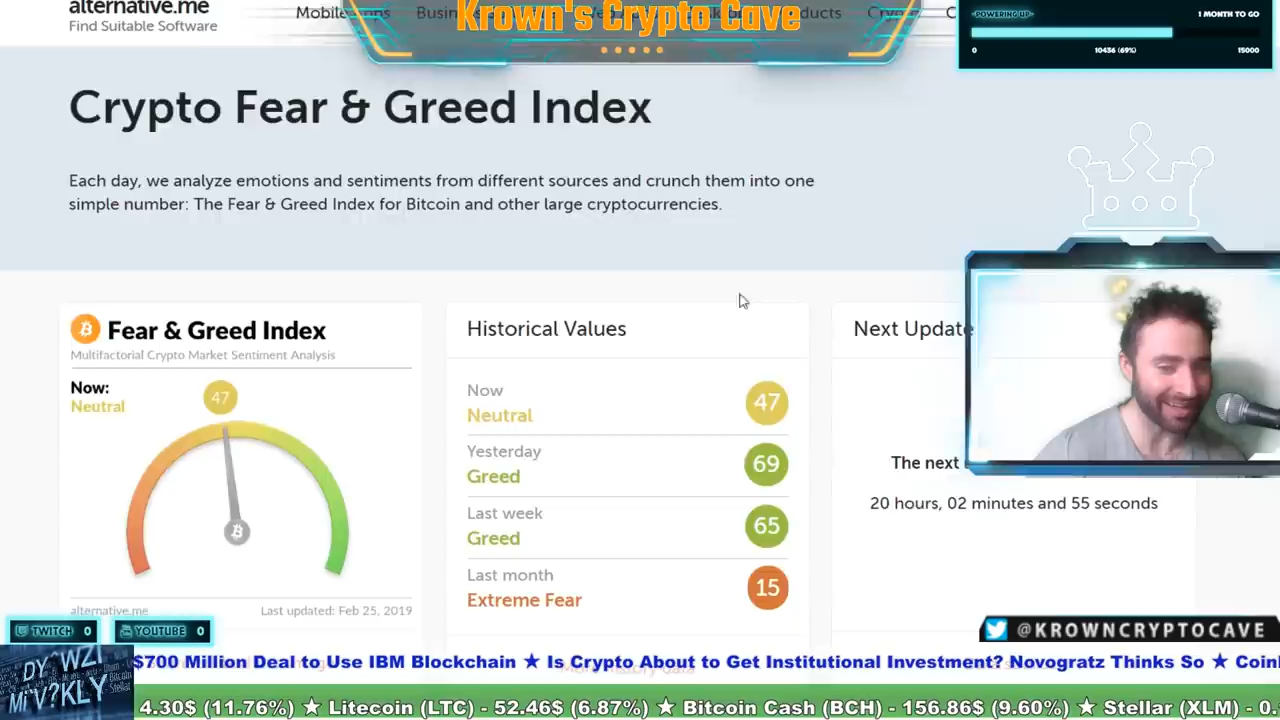 alternative.me
Find Suitable Software
Krown's Crypto Cave
-POWERING UP-
1 MONTH TO GO
0
10436 (69%)
15000
Crypto Fear & Greed Index
Each day, we analyze emotions and sentiments from different sources and crunch them into one
simple number: The Fear & Greed Index for Bitcoin and other large cryptocurrencies.
Fear & Greed Index
Multifactorial Crypto Market Sentiment Analysis
Now:
Neutral
47
alternative.me
Last updated: Feb 25, 2019
Historical Values
Now
Neutral
47
Yesterday
Greed
69
Last week
Greed
65
Last month
Extreme Fear
15
Next Update
The next
20 hours, 02 minutes and 55 seconds
TWITCH 0
YOUTUBE 0
@KROWNCRYPTOCAVE
$700 Million Deal to Use IBM Blockchain ★ Is Crypto About to Get Institutional Investment? Novogratz Thinks So ★ Coin
4.30$ (11.76%) ★ Litecoin (LTC) - 52.46$ (6.87%) ★ Bitcoin Cash (BCH) - 156.86$ (9.60%) ★ Stellar (XLM) - 0.